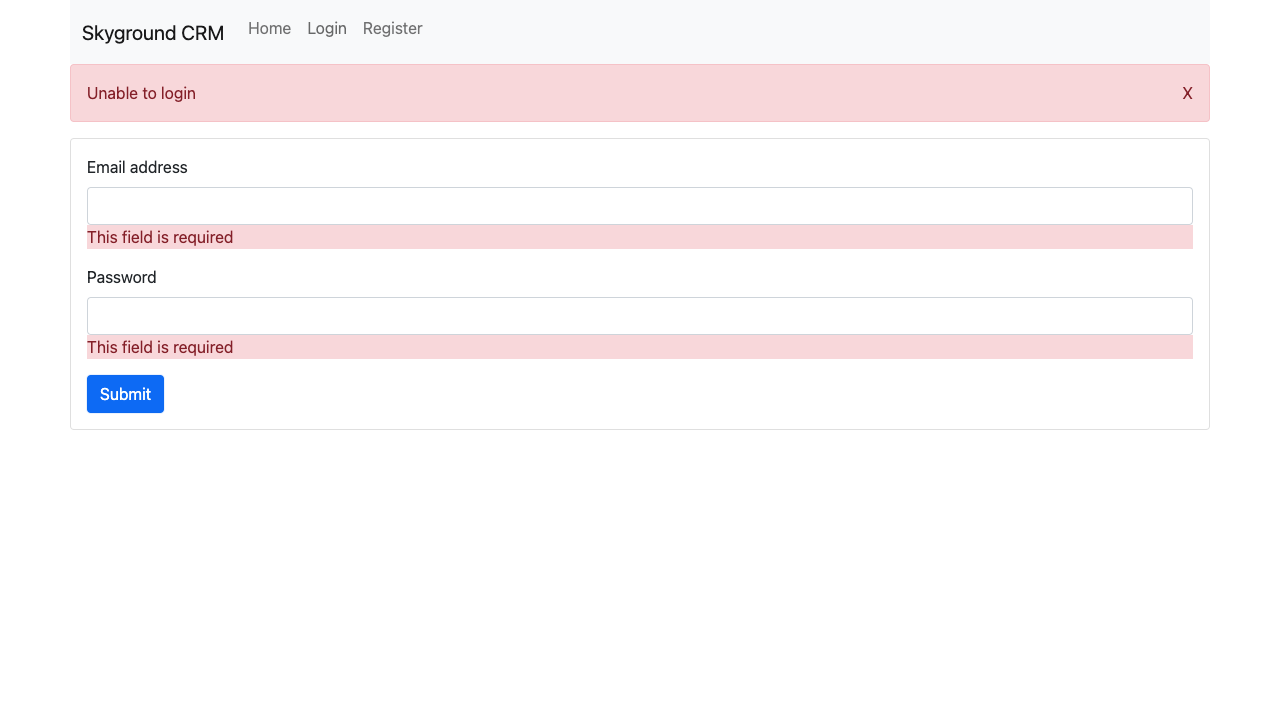 Skyground CRM Home Login Register
Unable to login X
Email address
This field is required
Password
This field is required
Submit